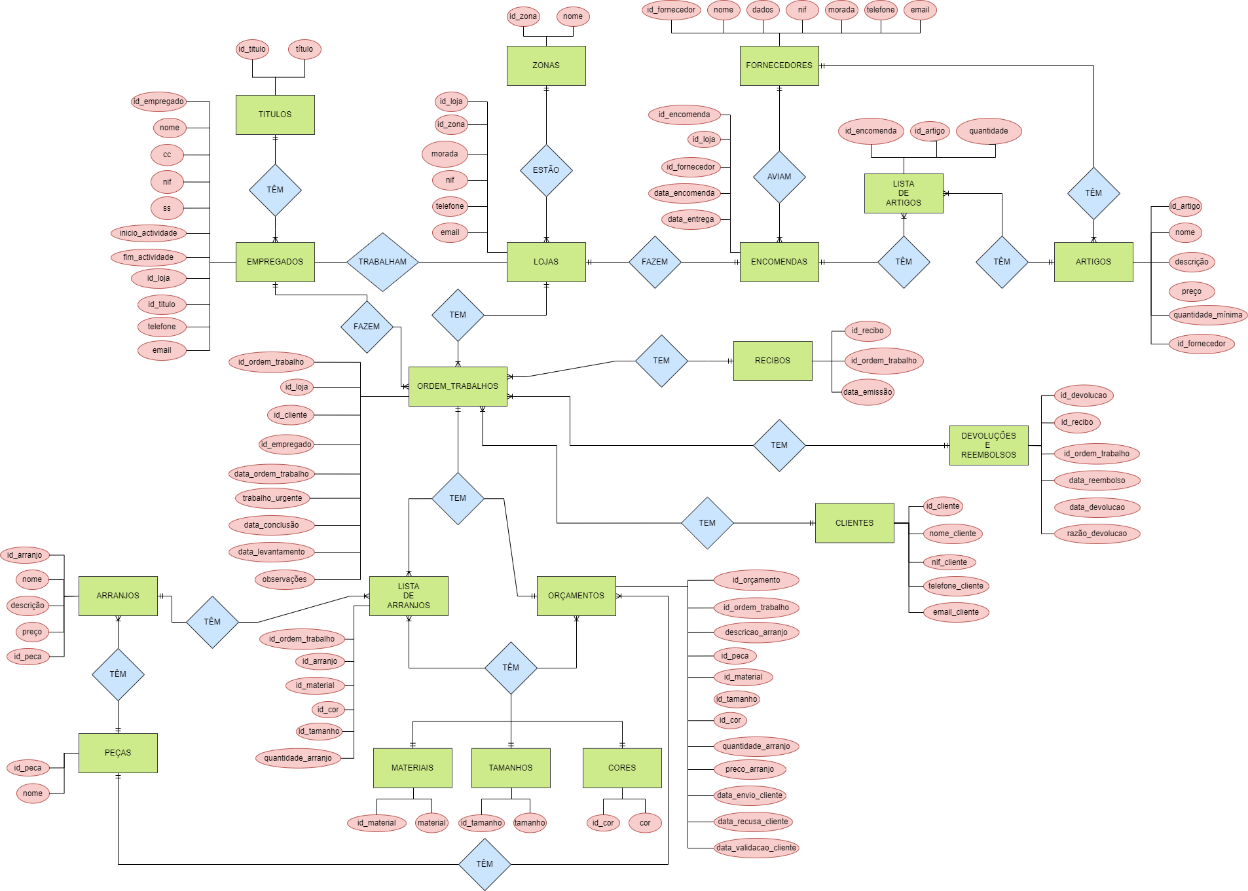 id_fornecedor
nome
dados
nif
morada
telefone
email
id_zona
nome
ZONAS
FORNECEDORES
id_titulo
título
TITULOS
id_empregado
nome
cc
nif
ss
inicio_actividade
fim_actividade
id_loja
id_titulo
telefone
email
TÊM
EMPREGADOS
TRABALHAM
id_loja
id_zona
morada
nif
telefone
email
ESTÃO
LOJAS
FAZEM
id_encomenda
id_loja
id_fornecedor
data_encomenda
data_entrega
AVIAM
ENCOMENDAS
id_encomenda
id_artigo
quantidade
LISTA
DE
ARTIGOS
TÊM
TÊM
TÊM
ARTIGOS
id_artigo
nome
descrição
preço
quantidade_mínima
id_fornecedor
FAZEM
TEM
ORDEM_TRABALHOS
id_ordem_trabalho
id_loja
id_cliente
id_empregado
data_ordem_trabalho
trabalho_urgente
data_conclusão
data_levantamento
observações
TEM
RECIBOS
id_recibo
id_ordem_trabalho
data_emissão
TEM
DEVOLUÇÕES
E
REEMBOLSOS
id_devolucao
id_recibo
id_ordem_trabalho
data_reembolso
data_devolucao
razão_devolucao
TEM
CLIENTES
id_cliente
nome_cliente
nif_cliente
telefone_cliente
email_cliente
TEM
id_arranjo
nome
descrição
preço
id_peca
ARRANJOS
TÊM
LISTA
DE
ARRANJOS
id_ordem_trabalho
id_arranjo
id_material
id_cor
id_tamanho
quantidade_arranjo
ORÇAMENTOS
id_orçamento
id_ordem_trabalho
descricao_arranjo
id_peca
id_material
id_tamanho
id_cor
quantidade_arranjo
preco_arranjo
data_envio_cliente
data_recusa_cliente
data_validacao_cliente
TÊM
TÊM
PEÇAS
id_peca
nome
MATERIAIS
TAMANHOS
CORES
id_material
material
id_tamanho
tamanho
id_cor
cor
TÊM